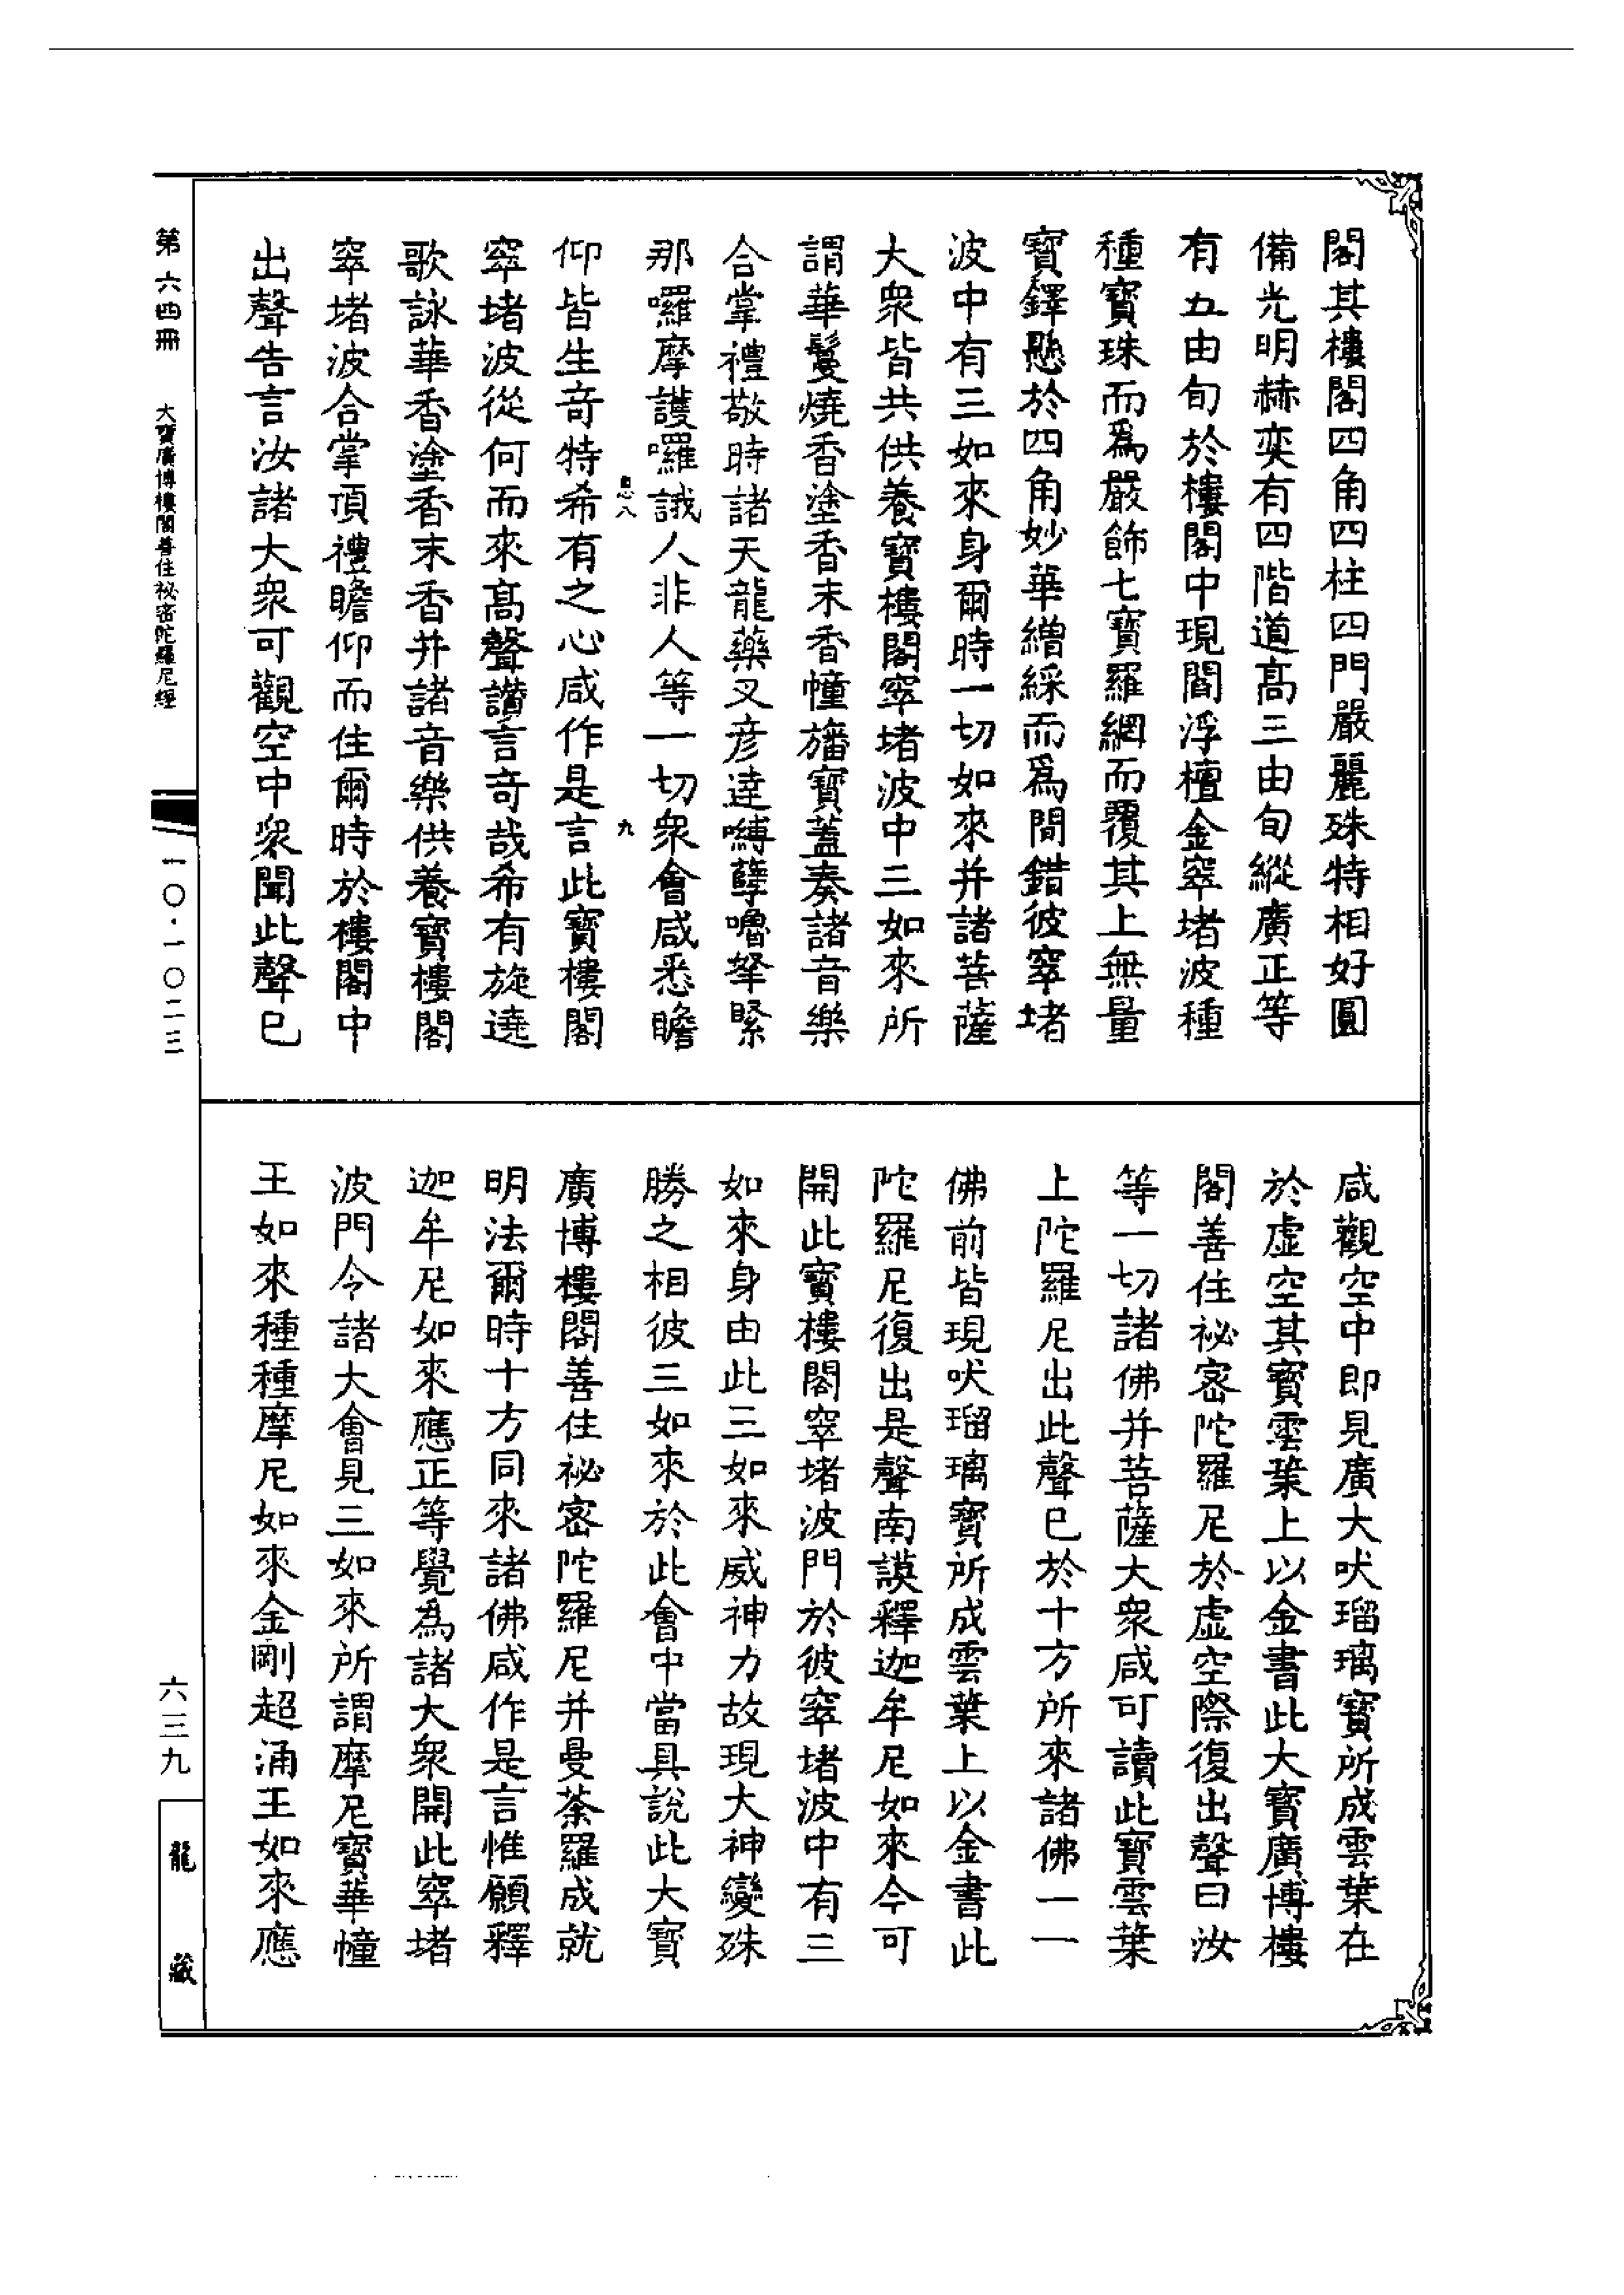 閣其樓閣四角四柱四門嚴麗殊特相好圓
備光明赫奕有四階道高三由旬縱廣正等
有五由旬於樓閣中現閻浮檀金窣堵波種
種寶珠而爲嚴飾七寶羅網而覆其上無量
寶鐸懸於四角妙華繒綵而爲間錯彼窣堵
波中有三如來身爾時一切如來并諸菩薩
大衆皆共供養寶樓閣窣堵波中三如來所
謂華鬘燒香塗香末香幢旛寶蓋奏諸音樂
合掌禮敬時諸天龍藥叉彥達嚩孽嚕拏緊
那囉摩護囉誐人非人等一切衆會咸悉瞻
八
九
仰皆生奇特希有之心咸作是言此寶樓閣
窣堵波從何而來高聲讚言奇哉希有旋遶
歌詠華香塗香末香并諸音樂供養寶樓閣
窣堵波合掌頂禮瞻仰而住爾時於樓閣中
出聲告言汝諸大衆可觀空中衆聞此聲已
咸觀空中即見廣大吠瑠璃寶所成雲葉在
於虛空其寶雲葉上以金書此大寶廣博樓
閣善住祕密陀羅尼於虛空際復出聲曰汝
等一切諸佛并菩薩大衆咸可讀此寶雲葉
上陀羅尼出此聲已於十方所來諸佛一一
佛前皆現吠瑠璃寶所成雲葉上以金書此
陀羅尼復出是聲南謨釋迦牟尼如來今可
開此寶樓閣窣堵波門於彼窣堵波中有三
如來身由此三如來威神力故現大神變殊
勝之相彼三如來於此會中當具說此大寶
廣博樓閣善住祕密陀羅尼并曼荼羅成就
明法爾時十方同來諸佛咸作是言惟願釋
迦牟尼如來應正等覺為諸大衆開此窣堵
波門令諸大會見三如來所謂摩尼寶華幢
王如來種種摩尼如來金剛超涌王如來應
第六四冊
大寶廣博樓閣善住祕密陀羅尼經
一〇·一〇二三
六三九
龍藏